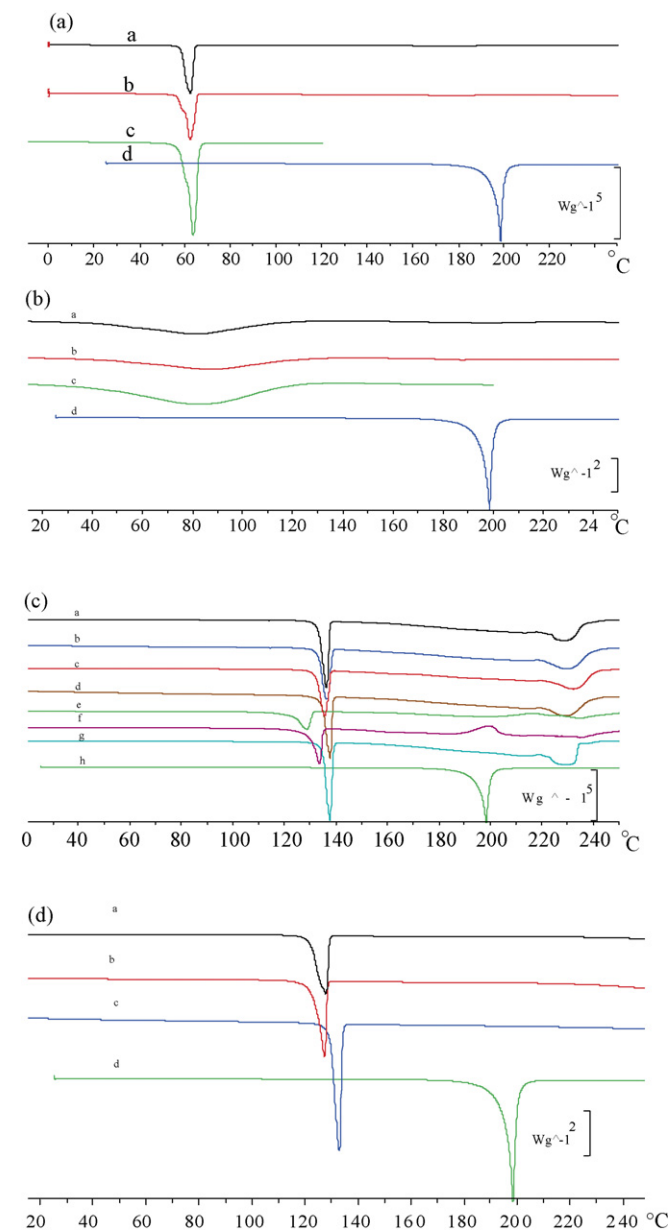 (a)
a
b
c
d
Wg^-1 5
0 20 40 60 80 100 120 140 160 180 200 220 °C
(b)
a
b
c
d
Wg^-1 2
20 40 60 80 100 120 140 160 180 200 220 24 °C
(c)
a
b
c
d
e
f
g
h
Wg ^ - 1 5
0 20 40 60 80 100 120 140 160 180 200 220 240 °C
(d)
a
b
c
d
Wg^-1 2
20 40 60 80 100 120 140 160 180 200 220 240 °C